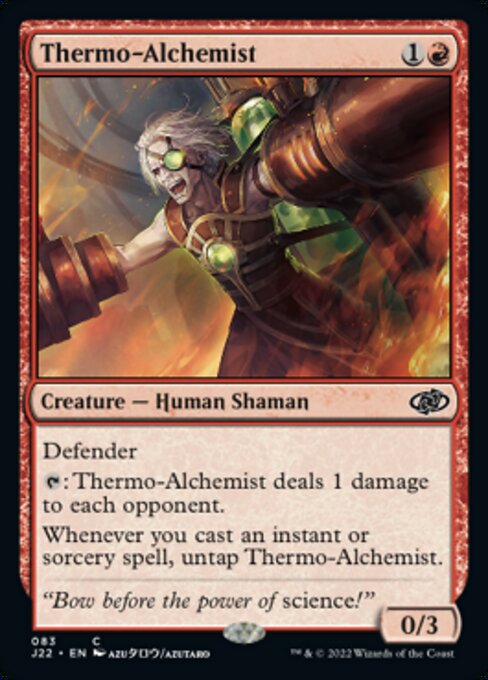 Thermo-Alchemist 1
Creature — Human Shaman
Defender
: Thermo-Alchemist deals 1 damage
to each opponent.
Whenever you cast an instant or
sorcery spell, untap Thermo-Alchemist.
“Bow before the power of science!”
0/3
083 C
J22 • EN AZUタロウ/AZUTARO
™ & © 2022 Wizards of the Coast